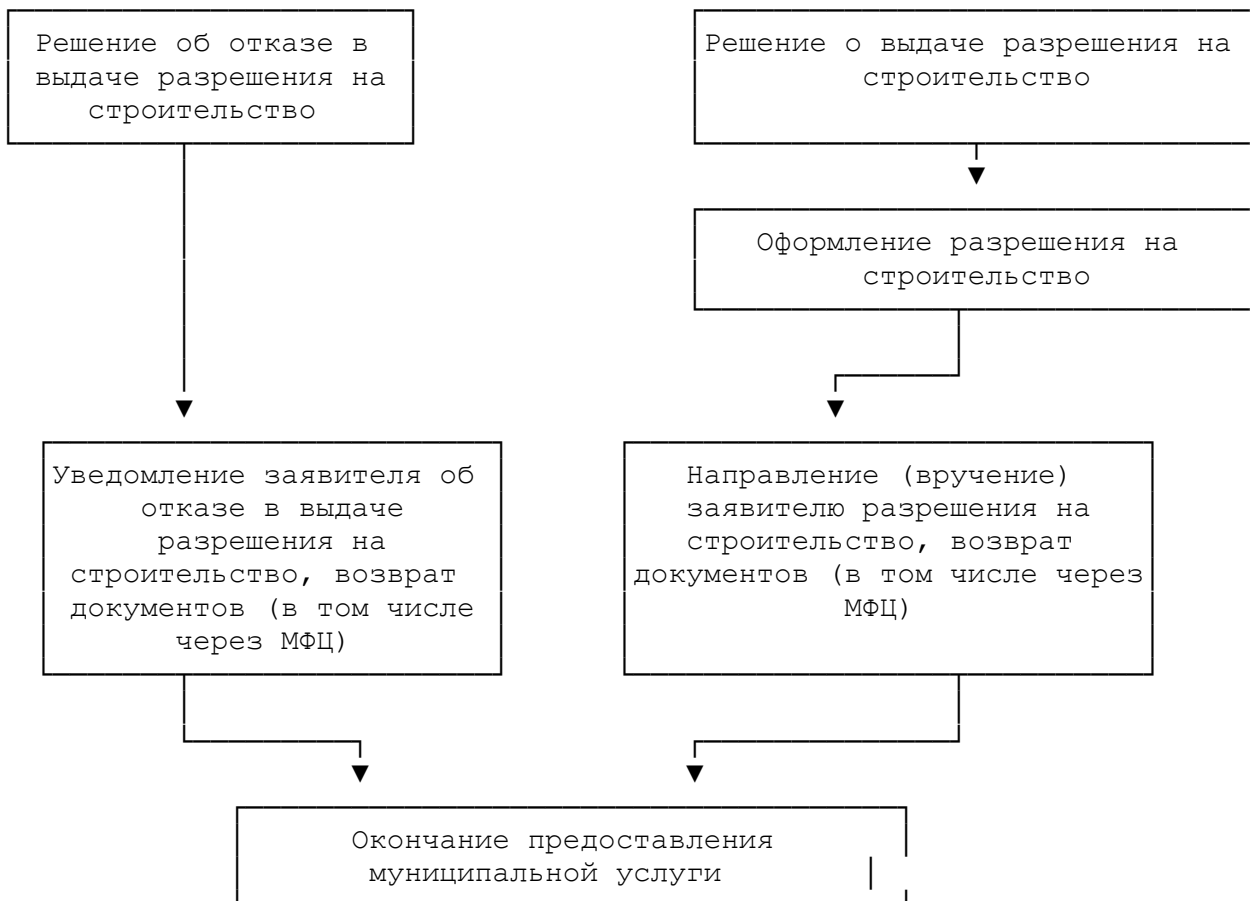 Решение об отказе в
выдаче разрешения на
строительство
Решение о выдаче разрешения на
строительство
Оформление разрешения на
строительство
Уведомление заявителя об
отказе в выдаче
разрешения на
строительство, возврат
документов (в том числе
через МФЦ)
Направление (вручение)
заявителю разрешения на
строительство, возврат
документов (в том числе через
МФЦ)
Окончание предоставления
муниципальной услуги